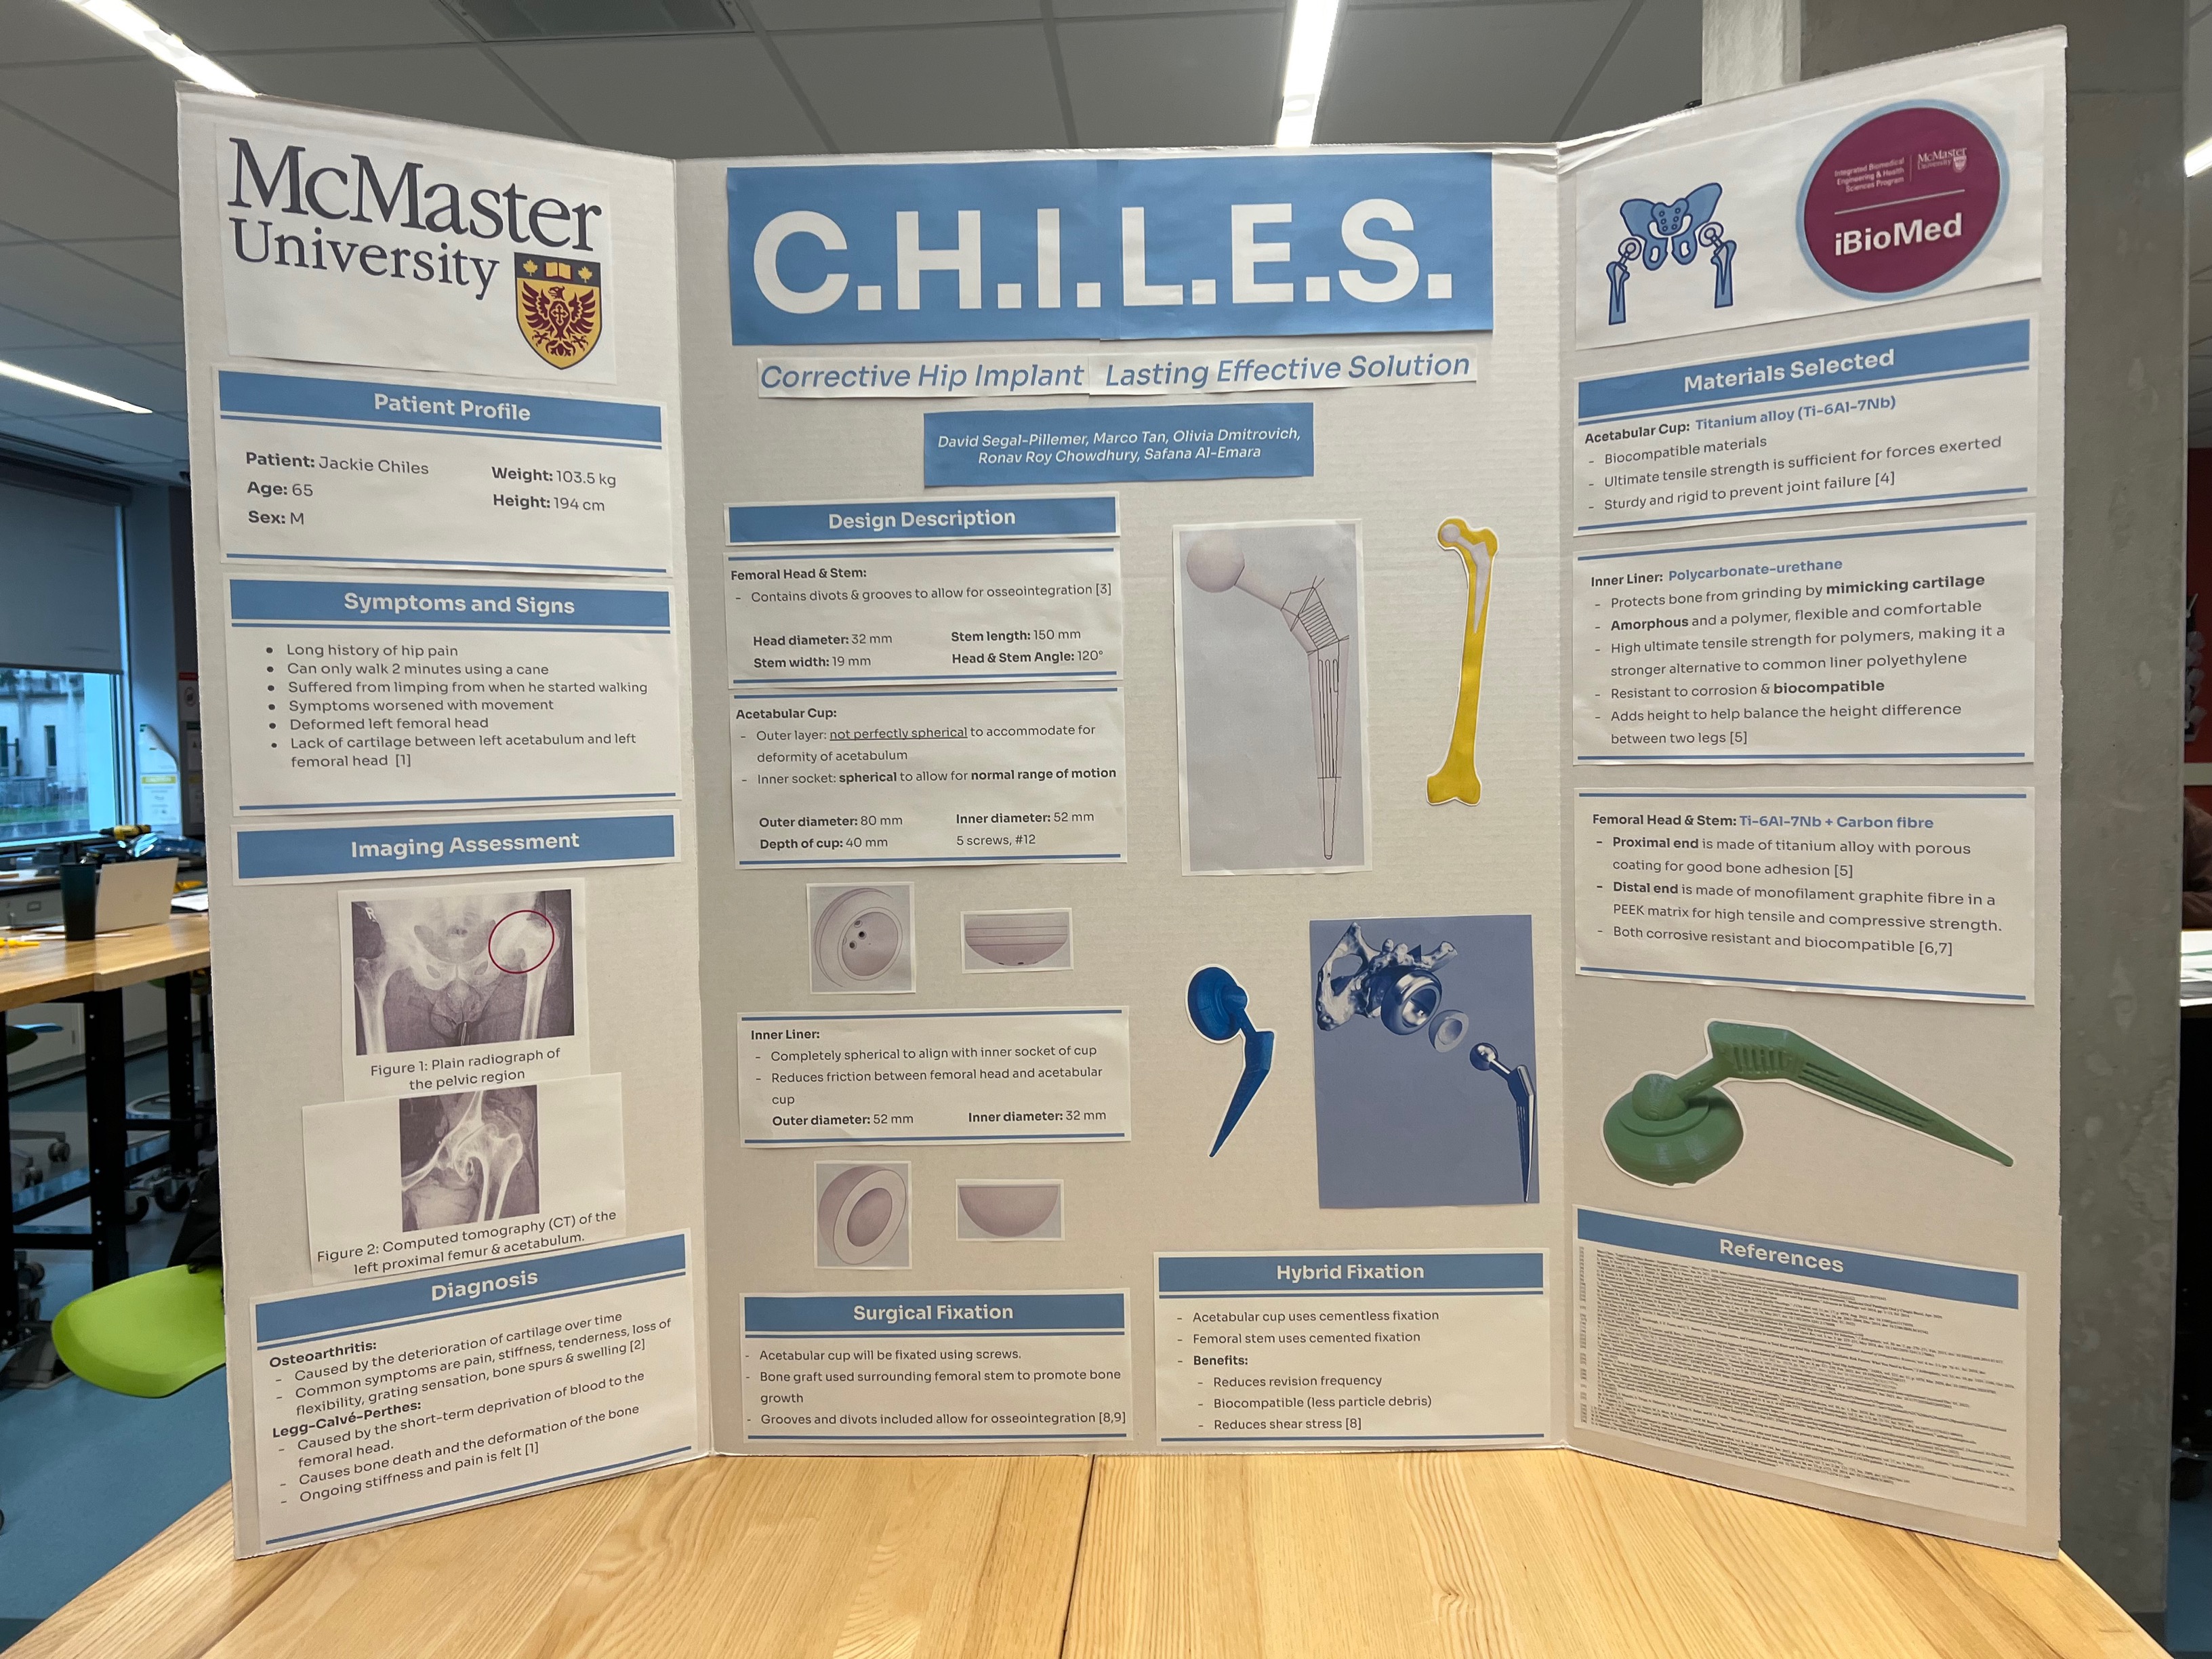 McMaster
University
Patient Profile
Patient: Jackie Chiles
Age: 65
Sex: M
Weight: 103.5 kg
Height: 194 cm
Symptoms and Signs
● Long history of hip pain
● Can only walk 2 minutes using a cane
● Suffered from limping from when he started walking
● Symptoms worsened with movement
● Deformed left femoral head
● Lack of cartilage between left acetabulum and left
femoral head [1]
Imaging Assessment
R
Figure 1: Plain radiograph of
the pelvic region
Figure 2: Computed tomography (CT) of the
left proximal femur & acetabulum.
Diagnosis
Osteoarthritis:
- Caused by the deterioration of cartilage over time
- Common symptoms are pain, stiffness, tenderness, loss of
flexibility, grating sensation, bone spurs & swelling [2]
Legg-Calvé-Perthes:
- Caused by the short-term deprivation of blood to the
femoral head.
- Causes bone death and the deformation of the bone
- Ongoing stiffness and pain is felt [1]
C.H.I.L.E.S.
Corrective Hip Implant Lasting Effective Solution
David Segal-Pillemer, Marco Tan, Olivia Dmitrovich,
Ronav Roy Chowdhury, Safana Al-Emara
Design Description
Femoral Head & Stem:
- Contains divots & grooves to allow for osseointegration [3]
Head diameter: 32 mm
Stem length: 150 mm
Stem width: 19 mm
Head & Stem Angle: 120°
Acetabular Cup:
- Outer layer: not perfectly spherical to accommodate for
deformity of acetabulum
- Inner socket: spherical to allow for normal range of motion
Outer diameter: 80 mm
Inner diameter: 52 mm
Depth of cup: 40 mm
5 screws, #12
Inner Liner:
- Completely spherical to align with inner socket of cup
- Reduces friction between femoral head and acetabular
cup
Outer diameter: 52 mm
Inner diameter: 32 mm
Surgical Fixation
- Acetabular cup will be fixated using screws.
- Bone graft used surrounding femoral stem to promote bone
growth
- Grooves and divots included allow for osseointegration [8,9]
Hybrid Fixation
- Acetabular cup uses cementless fixation
- Femoral stem uses cemented fixation
- Benefits:
- Reduces revision frequency
- Biocompatible (less particle debris)
- Reduces shear stress [8]
Integrated Biomedical
Engineering & Health
Sciences Program
McMaster
University
iBioMed
Materials Selected
Acetabular Cup: Titanium alloy (Ti-6Al-7Nb)
- Biocompatible materials
- Ultimate tensile strength is sufficient for forces exerted
- Sturdy and rigid to prevent joint failure [4]
Inner Liner: Polycarbonate-urethane
- Protects bone from grinding by mimicking cartilage
- Amorphous and a polymer, flexible and comfortable
- High ultimate tensile strength for polymers, making it a
stronger alternative to common liner polyethylene
- Resistant to corrosion & biocompatible
- Adds height to help balance the height difference
between two legs [5]
Femoral Head & Stem: Ti-6Al-7Nb + Carbon fibre
- Proximal end is made of titanium alloy with porous
coating for good bone adhesion [5]
- Distal end is made of monofilament graphite fibre in a
PEEK matrix for high tensile and compressive strength.
- Both corrosive resistant and biocompatible [6,7]
References